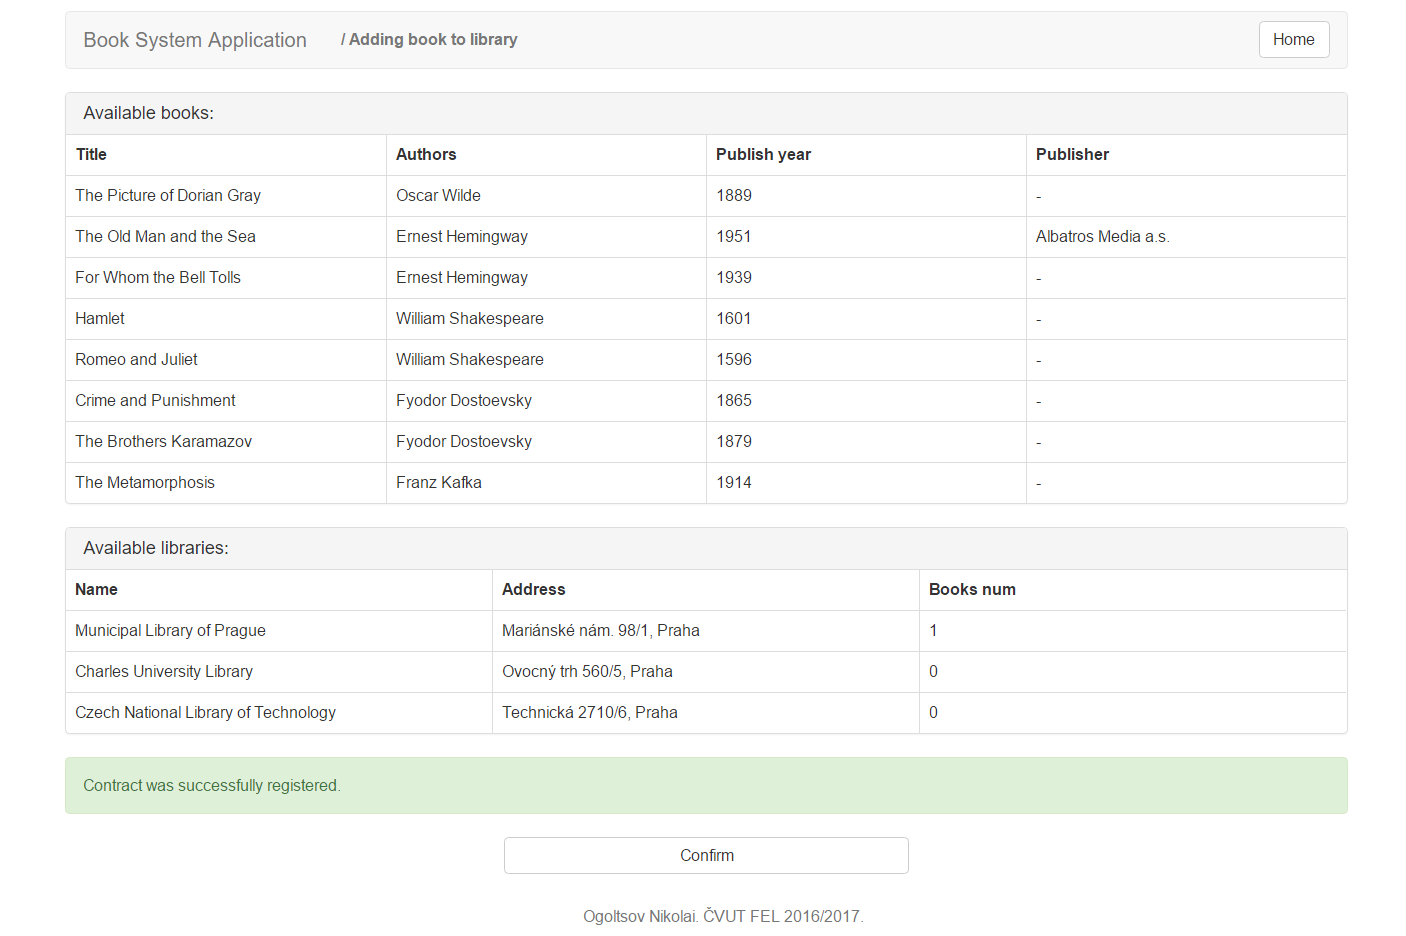 Book System Application / Adding book to library Home
Available books:
Title Authors Publish year Publisher
The Picture of Dorian Gray Oscar Wilde 1889 -
The Old Man and the Sea Ernest Hemingway 1951 Albatros Media a.s.
For Whom the Bell Tolls Ernest Hemingway 1939 -
Hamlet William Shakespeare 1601 -
Romeo and Juliet William Shakespeare 1596 -
Crime and Punishment Fyodor Dostoevsky 1865 -
The Brothers Karamazov Fyodor Dostoevsky 1879 -
The Metamorphosis Franz Kafka 1914 -
Available libraries:
Name Address Books num
Municipal Library of Prague Mariánské nám. 98/1, Praha 1
Charles University Library Ovocný trh 560/5, Praha 0
Czech National Library of Technology Technická 2710/6, Praha 0
Contract was successfully registered.
Confirm
Ogoltsov Nikolai. ČVUT FEL 2016/2017.